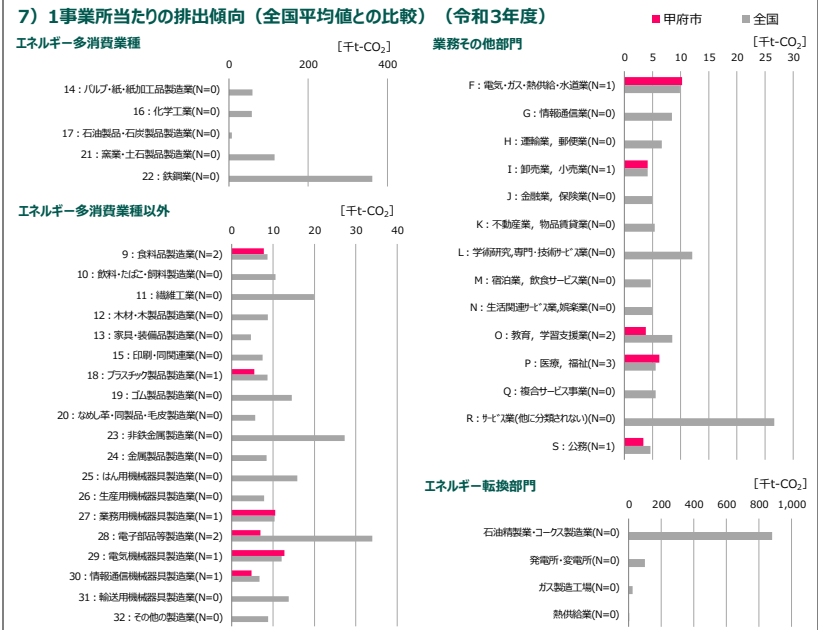 7）1事業所当たりの排出傾向（全国平均値との比較）（令和3年度）
■甲府市 ■全国
エネルギー多消費業種
[千t-CO₂]
0 200 400
14：パルプ・紙・紙加工品製造業(N=0)
16：化学工業(N=0)
17：石油製品・石炭製品製造業(N=0)
21：窯業・土石製品製造業(N=0)
22：鉄鋼業(N=0)
エネルギー多消費業種以外
[千t-CO₂]
0 10 20 30 40
9：食料品製造業(N=2)
10：飲料・たばこ・飼料製造業(N=0)
11：繊維工業(N=0)
12：木材・木製品製造業(N=0)
13：家具・装備品製造業(N=0)
15：印刷・同関連業(N=0)
18：プラスチック製品製造業(N=1)
19：ゴム製品製造業(N=0)
20：なめし革・同製品・毛皮製造業(N=0)
23：非鉄金属製造業(N=0)
24：金属製品製造業(N=0)
25：はん用機械器具製造業(N=0)
26：生産用機械器具製造業(N=0)
27：業務用機械器具製造業(N=1)
28：電子部品等製造業(N=2)
29：電気機械器具製造業(N=1)
30：情報通信機械器具製造業(N=1)
31：輸送用機械器具製造業(N=0)
32：その他の製造業(N=0)
業務その他部門
[千t-CO₂]
0 5 10 15 20 25 30
F：電気・ガス・熱供給・水道業(N=1)
G：情報通信業(N=0)
H：運輸業，郵便業(N=0)
I：卸売業，小売業(N=1)
J：金融業，保険業(N=0)
K：不動産業，物品賃貸業(N=0)
L：学術研究,専門・技術ｻｰﾋﾞｽ業(N=0)
M：宿泊業，飲食サービス業(N=0)
N：生活関連ｻｰﾋﾞｽ業,娯楽業(N=0)
O：教育，学習支援業(N=2)
P：医療，福祉(N=3)
Q：複合サービス事業(N=0)
R：ｻｰﾋﾞｽ業(他に分類されない)(N=0)
S：公務(N=1)
エネルギー転換部門
[千t-CO₂]
0 200 400 600 800 1,000
石油精製業・コークス製造業(N=0)
発電所・変電所(N=0)
ガス製造工場(N=0)
熱供給業(N=0)